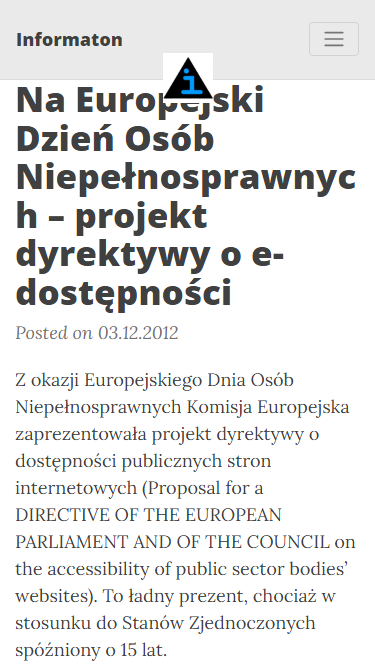 Informaton
Na Europejski
Dzień Osób
Niepełnosprawnyc
h – projekt
dyrektywy o e-
dostępności
Posted on 03.12.2012
Z okazji Europejskiego Dnia Osób
Niepełnosprawnych Komisja Europejska
zaprezentowała projekt dyrektywy o
dostępności publicznych stron
internetowych (Proposal for a
DIRECTIVE OF THE EUROPEAN
PARLIAMENT AND OF THE COUNCIL on
the accessibility of public sector bodies’
websites). To ładny prezent, chociaż w
stosunku do Stanów Zjednoczonych
spóźniony o 15 lat.